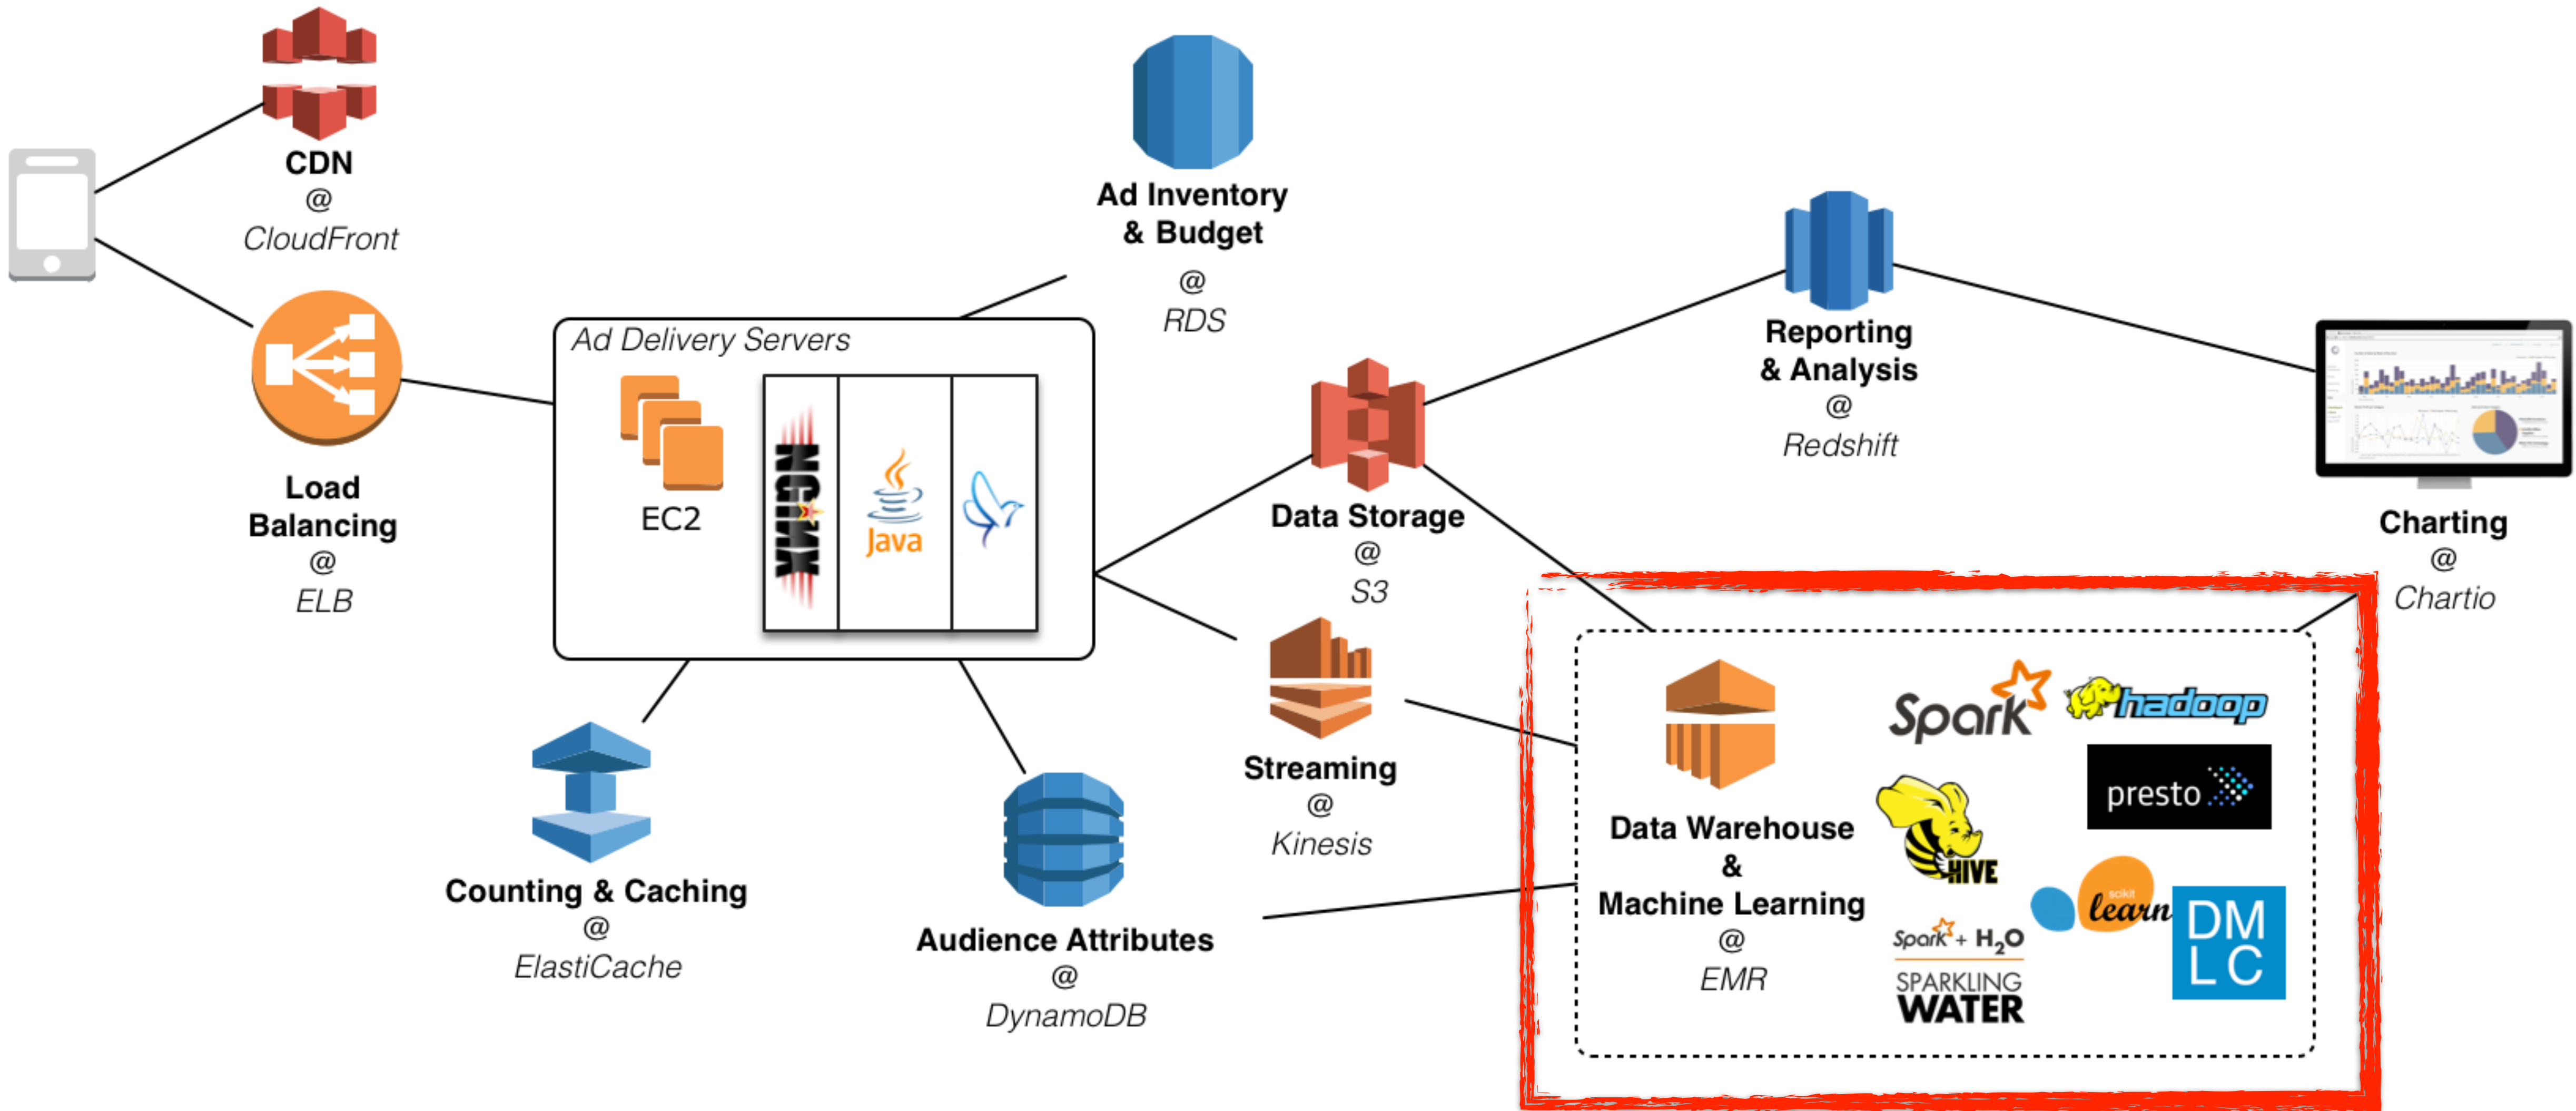 CDN
@
CloudFront
Load
Balancing
@
ELB
Ad Delivery Servers
EC2
NGINX
Java
Ad Inventory
& Budget
@
RDS
Counting & Caching
@
ElastiCache
Audience Attributes
@
DynamoDB
Data Storage
@
S3
Streaming
@
Kinesis
Reporting
& Analysis
@
Redshift
Charting
@
Chartio
Data Warehouse
&
Machine Learning
@
EMR
Spark
hadoop
presto
HIVE
scikit
learn
DM
LC
Spark + H2O
SPARKLING
WATER